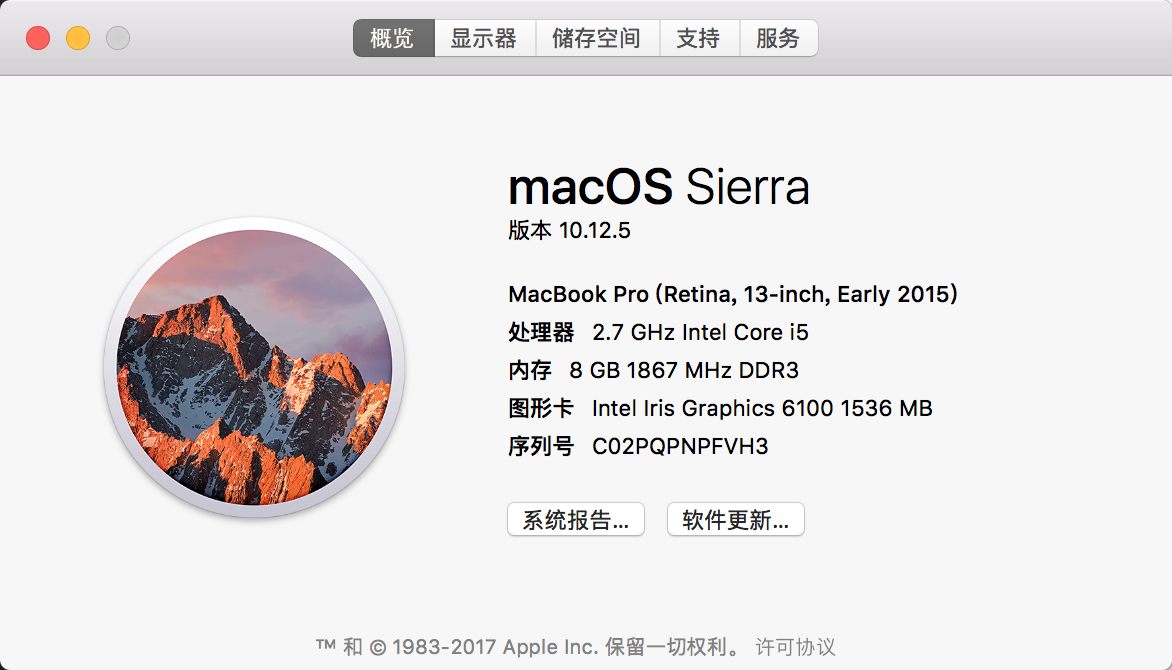 概览 显示器 储存空间 支持 服务
macOS Sierra
版本 10.12.5
MacBook Pro (Retina, 13-inch, Early 2015)
处理器 2.7 GHz Intel Core i5
内存 8 GB 1867 MHz DDR3
图形卡 Intel Iris Graphics 6100 1536 MB
序列号 C02PQPNPFVH3
系统报告... 软件更新...
™ 和 © 1983-2017 Apple Inc. 保留一切权利。 许可协议